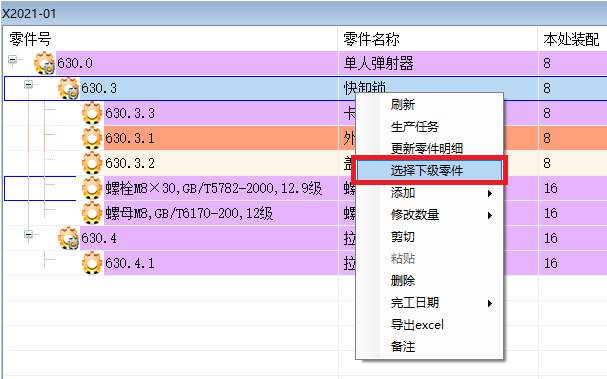 X2021-01
零件号 零件名称 本处装配
630.0 单人弹射器 8
630.3 快卸锁 8
630.3.3 卡 8
630.3.1 外 8
630.3.2 盖 8
螺栓M8×30,GB/T5782-2000,12.9级 螺 16
螺母M8,GB/T6170-200,12级 螺 16
630.4 拉 16
630.4.1 拉 16
刷新
生产任务
更新零件明细
选择下级零件
添加
修改数量
剪切
粘贴
删除
完工日期
导出excel
备注